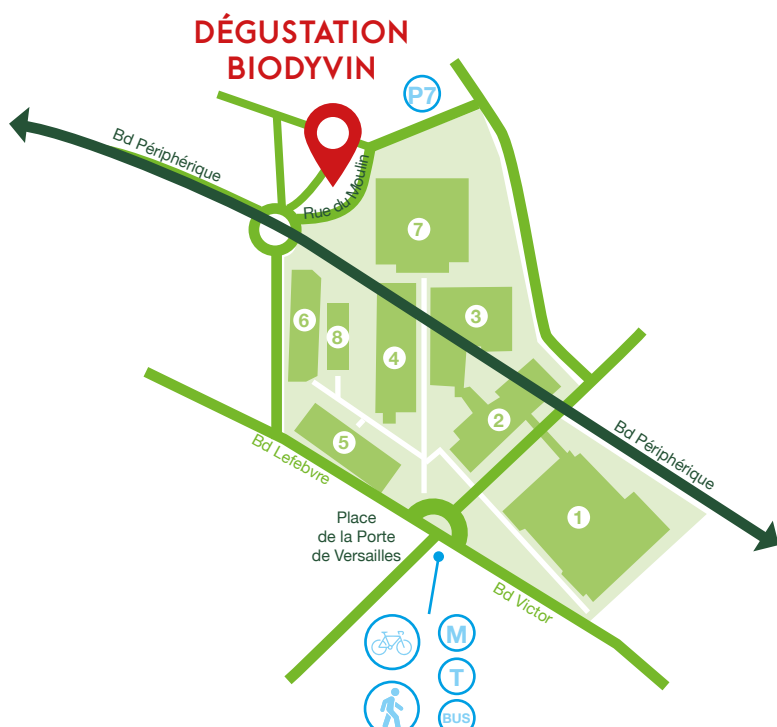 DÉGUSTATION
BIODYVIN
P7
Bd Périphérique
Rue du Moulin
7
6
8
4
3
2
5
1
Bd Périphérique
Bd Lefebvre
Place
de la Porte
de Versailles
Bd Victor
M
T
BUS